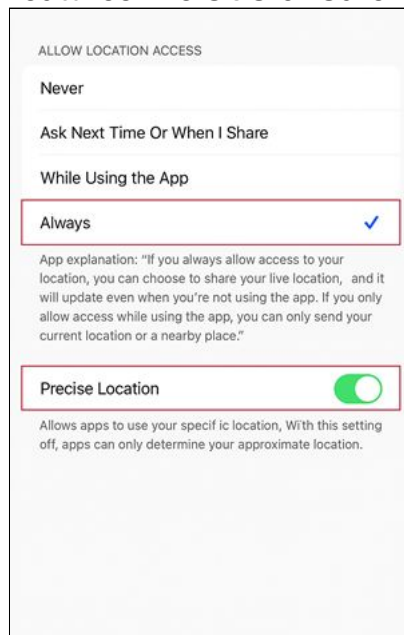 ALLOW LOCATION ACCESS
Never
Ask Next Time Or When I Share
While Using the App
Always
App explanation: “If you always allow access to your
location, you can choose to share your live location, and it
will update even when you're not using the app. If you only
allow access while using the app, you can only send your
current location or a nearby place.”
Precise Location
Allows apps to use your specif ic location, With this setting
off, apps can only determine your approximate location.